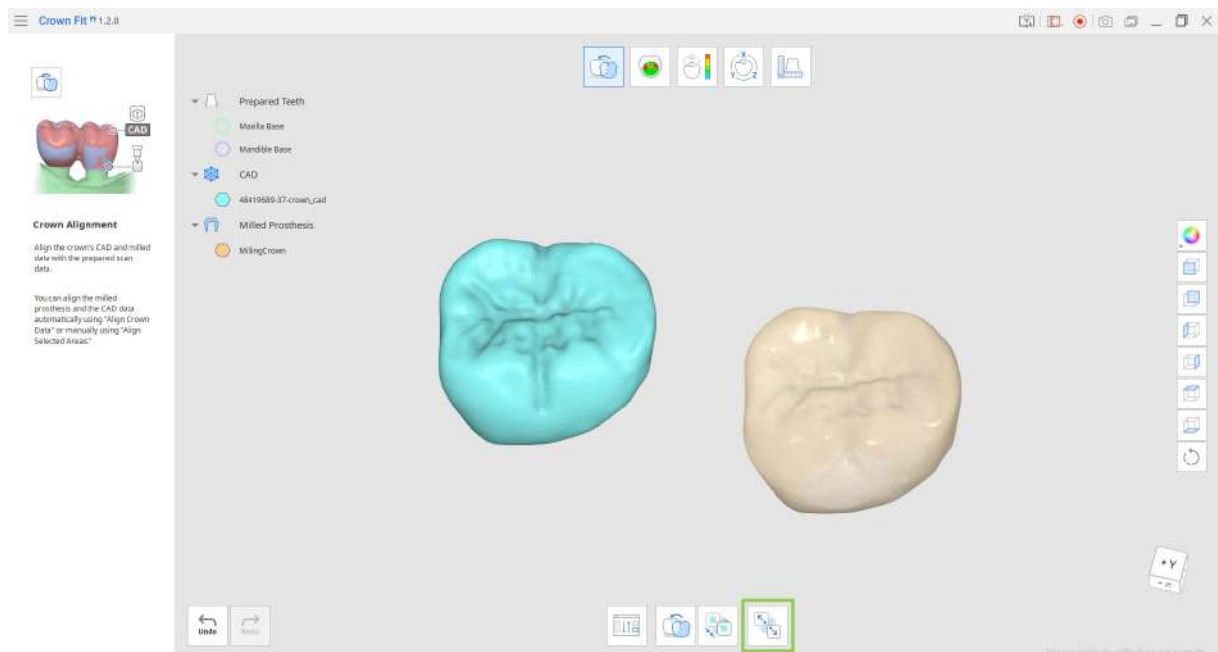 Crown Fit 1.2.0
CAD
Crown Alignment
Align the crown's CAD and milled
data with the prepared scan
data.
You can align the milled
prosthesis and the CAD data
automatically using "Align Crown
Data" or manually using "Align
Selected Areas."
Prepared Teeth
Maxilla Base
Mandible Base
CAD
48419689-37-crown_cad
Milled Prosthesis
MilingCrown
X
Y
Z
+Y
Undo
Redo